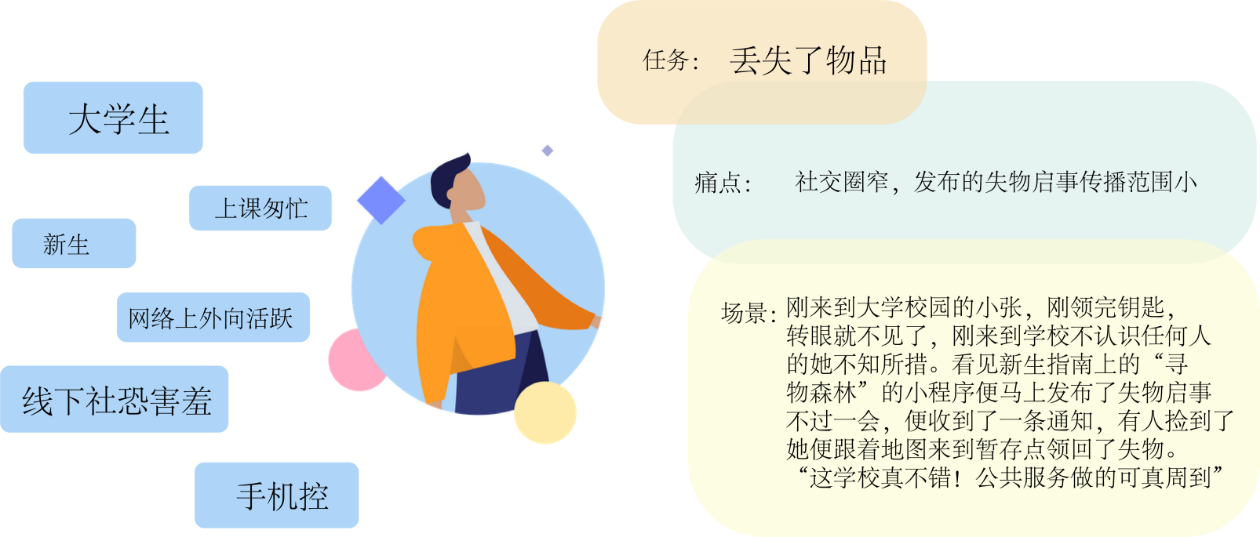 大学生
上课匆忙
新生
网络上外向活跃
线下社恐害羞
手机控
任务： 丢失了物品
痛点： 社交圈窄，发布的失物启事传播范围小
场景：刚来到大学校园的小张，刚领完钥匙，
转眼就不见了，刚来到学校不认识任何人
的她不知所措。看见新生指南上的“寻
物森林”的小程序便马上发布了失物启事
不过一会，便收到了一条通知，有人捡到了
她便跟着地图来到暂存点领回了失物。
“这学校真不错！公共服务做的可真周到”